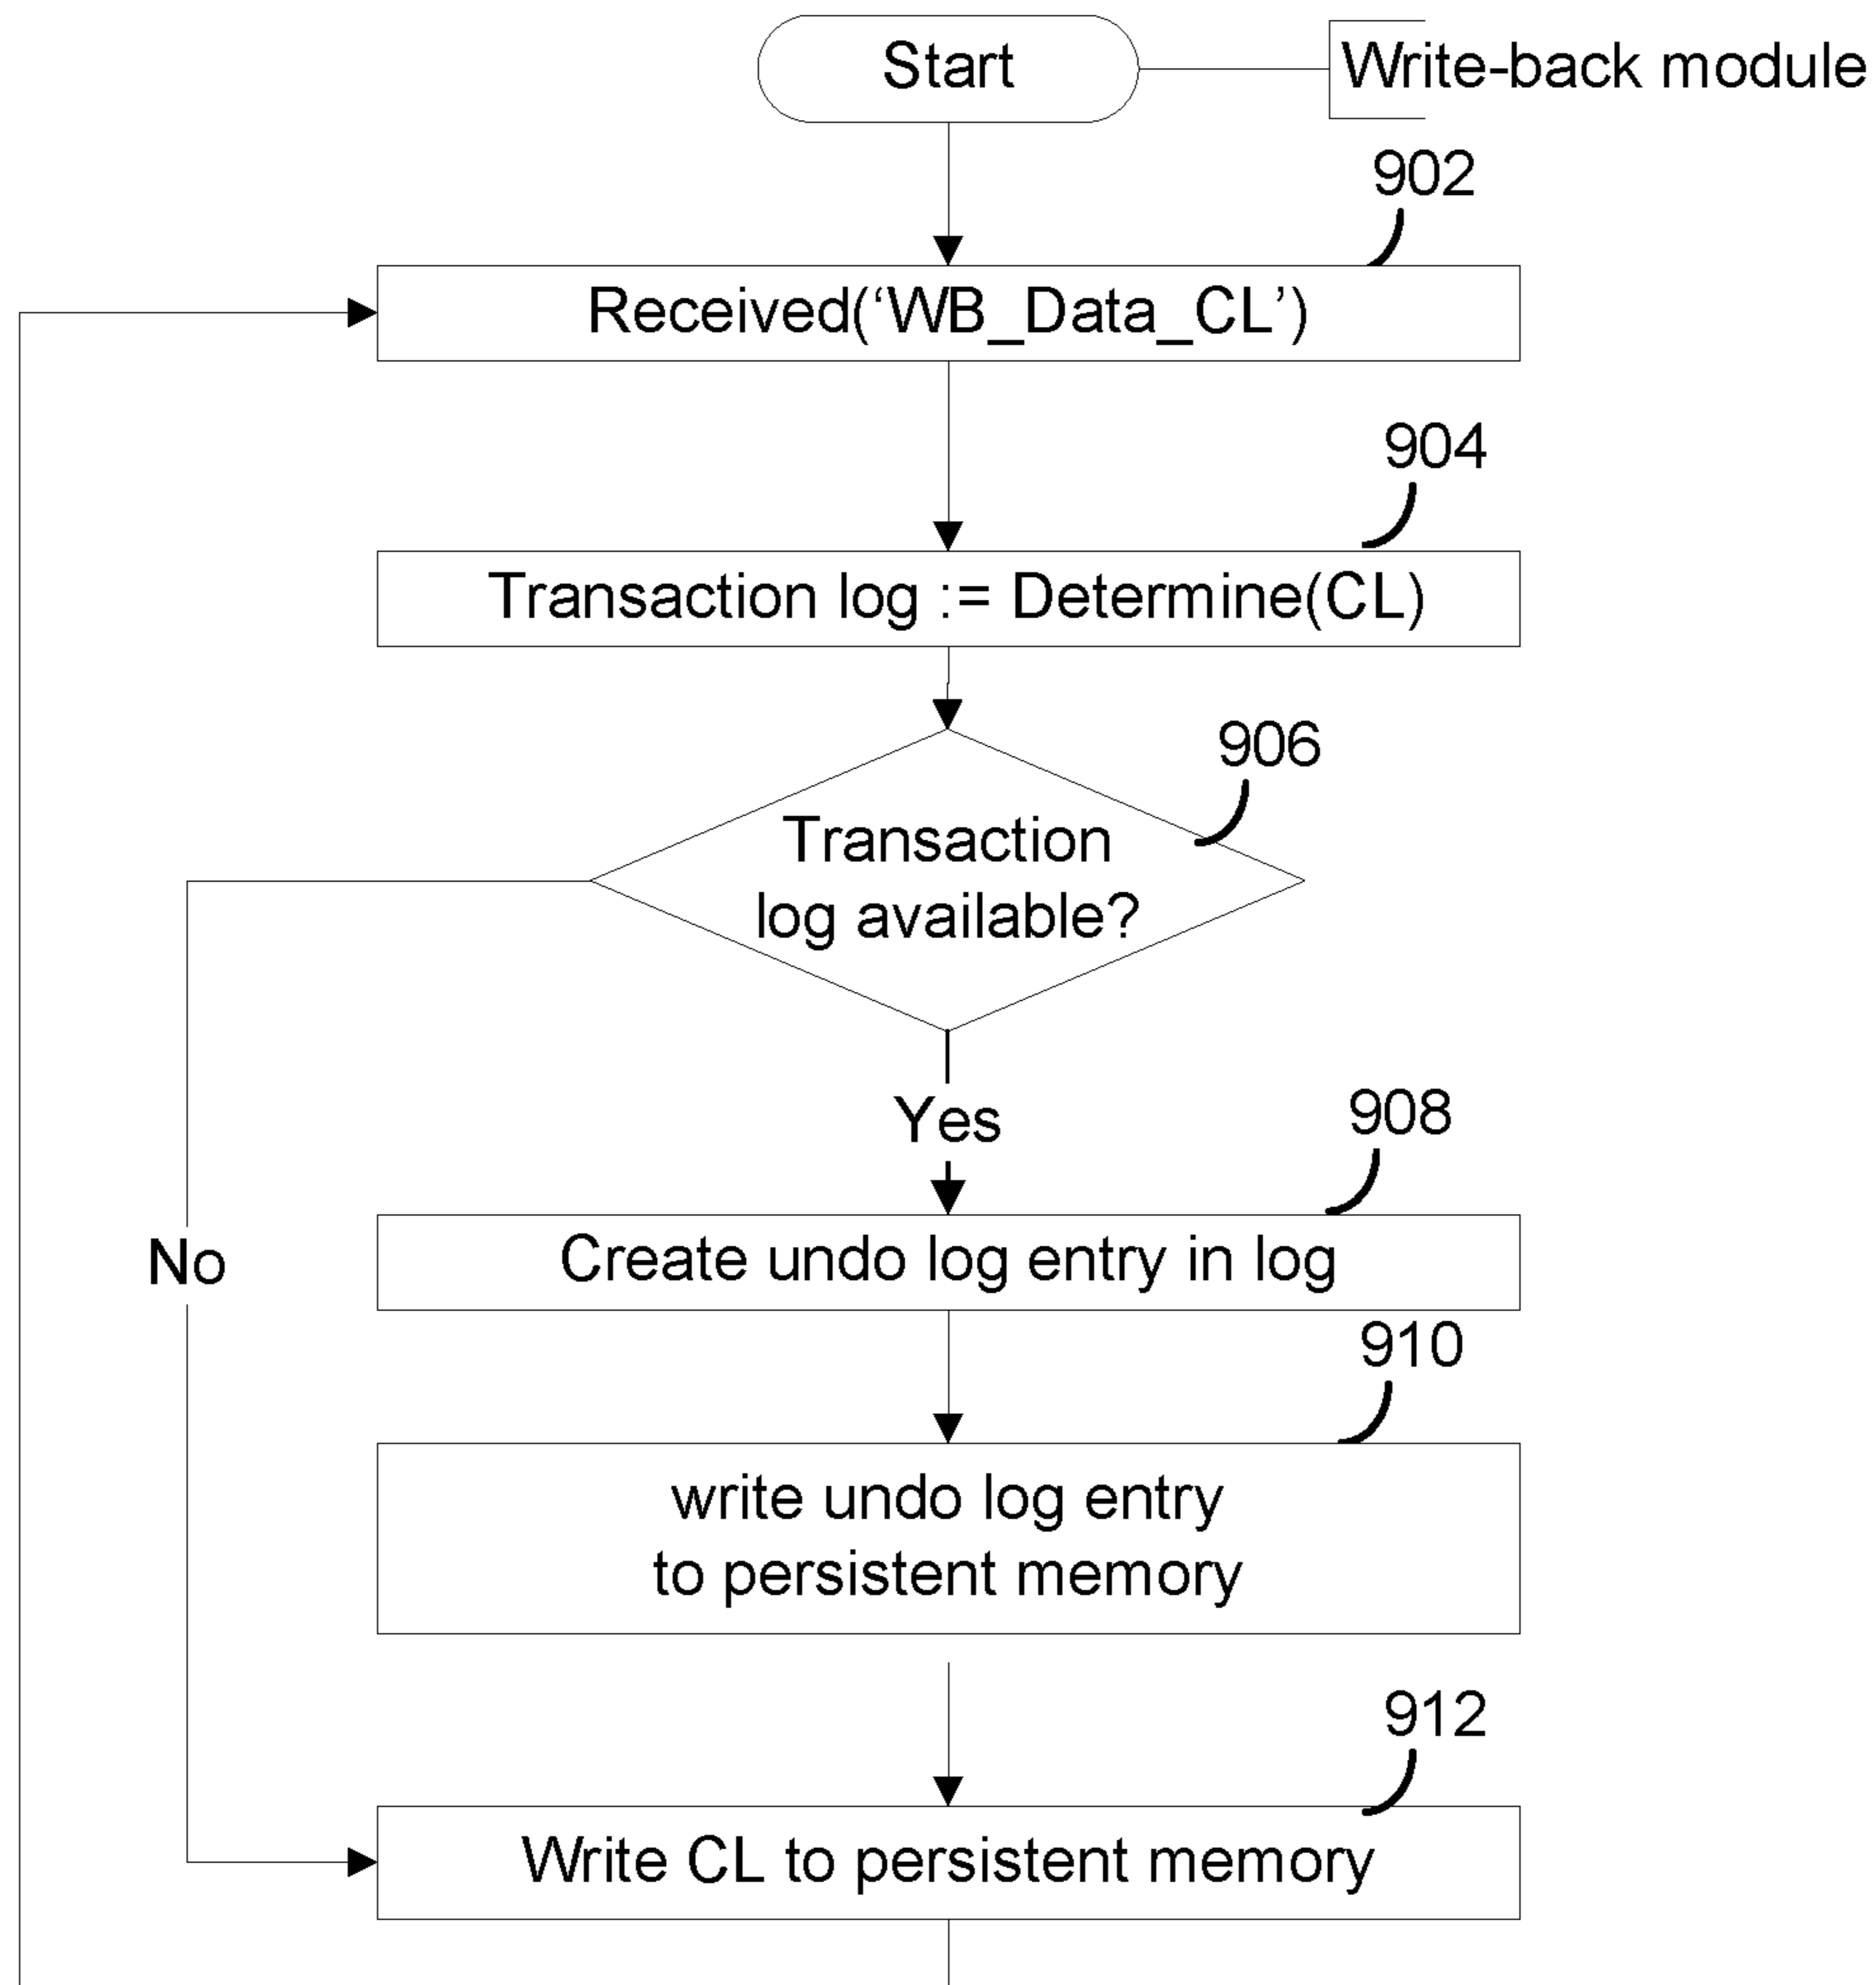 Start
Write-back module
902
Received(‘WB_Data_CL’)
904
Transaction log := Determine(CL)
906
Transaction
log available?
Yes
908
No
Create undo log entry in log
910
write undo log entry
to persistent memory
912
Write CL to persistent memory